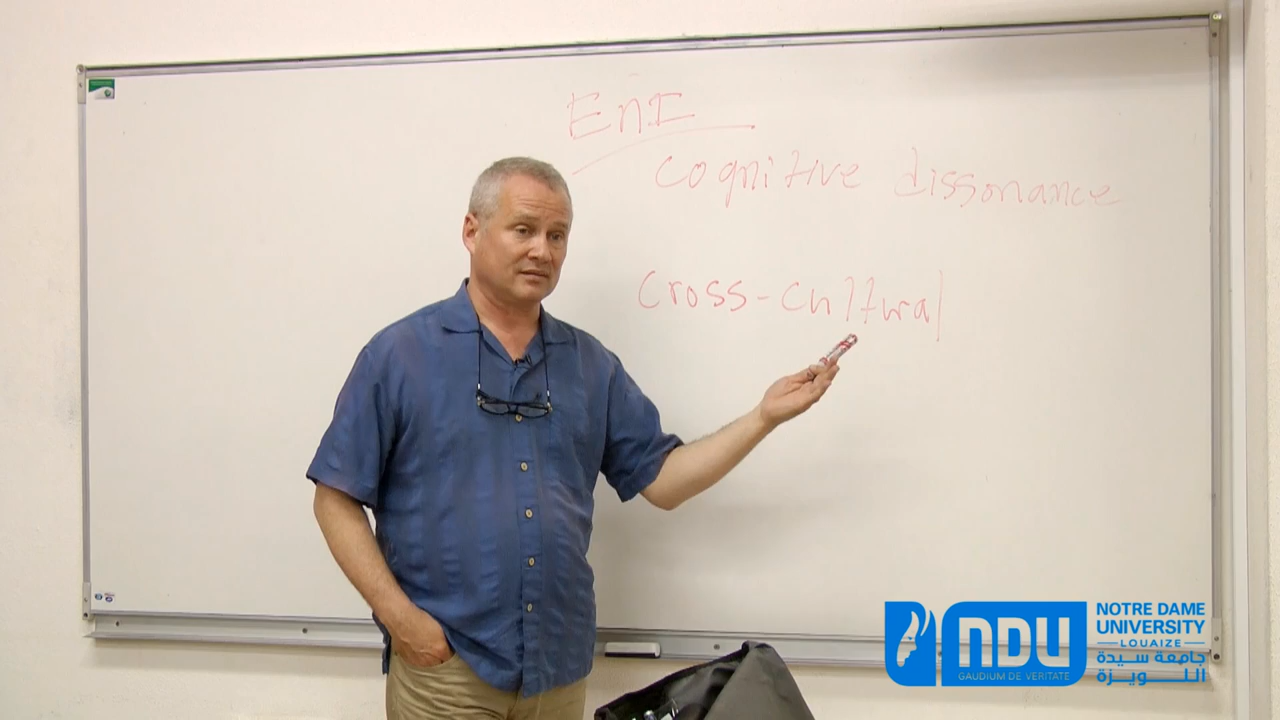 EnI
cognitive dissonance
cross-cultural
NDU
GAUDIUM DE VERITATE
NOTRE DAME
UNIVERSITY
LOUAIZE
جامعة سيدة
اللويزة